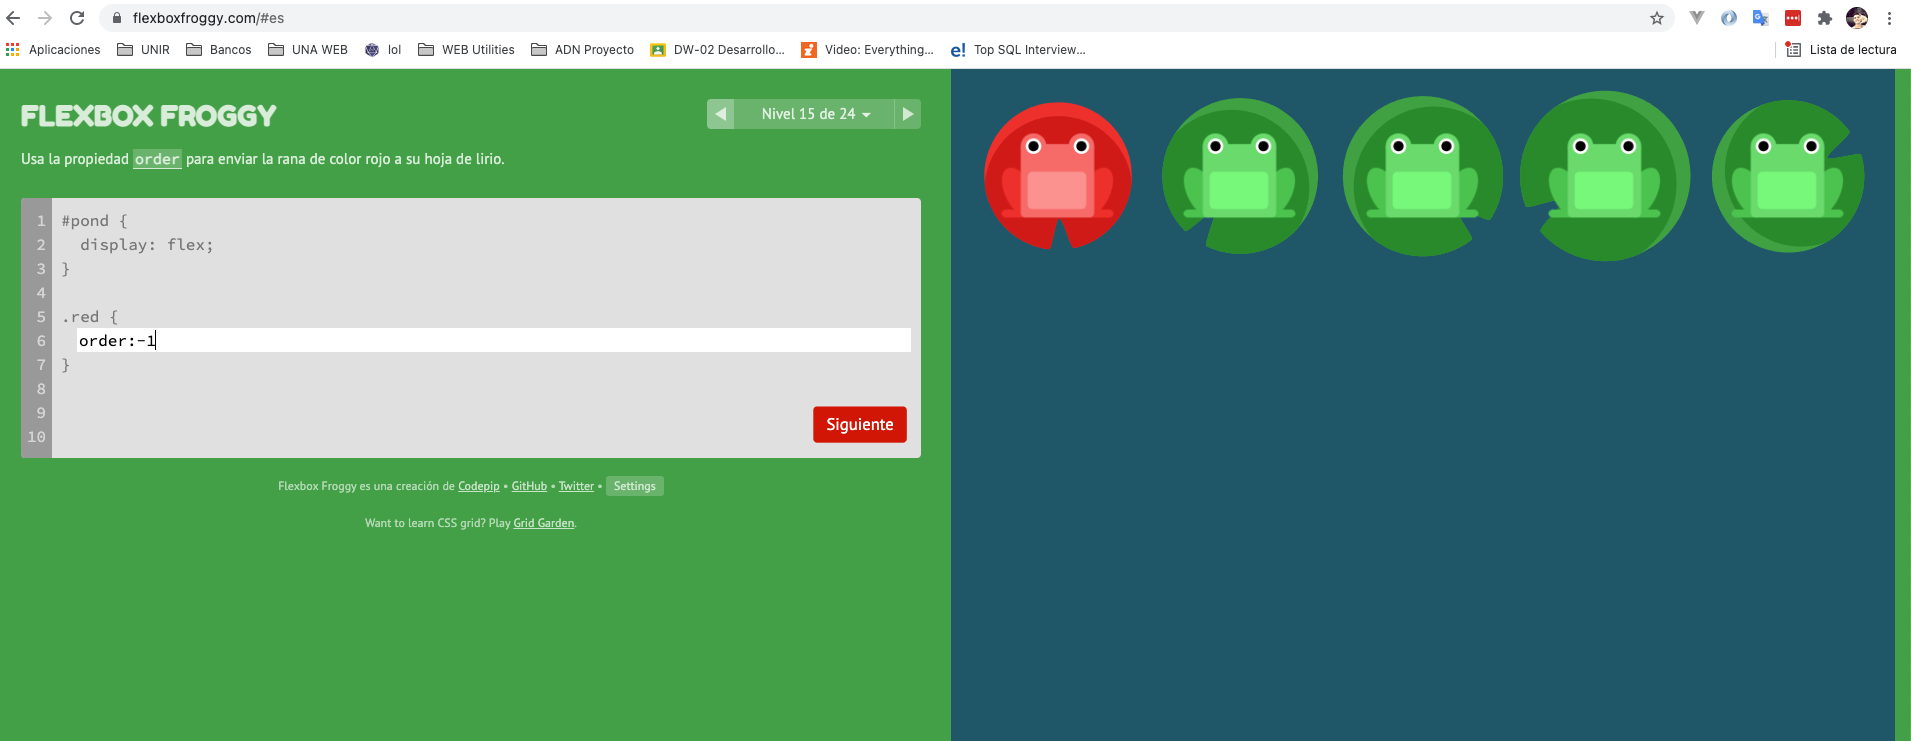 flexboxfroggy.com/#es
Aplicaciones UNIR Bancos UNA WEB lol WEB Utilities ADN Proyecto DW-02 Desarrollo... Video: Everything... e! Top SQL Interview... Lista de lectura
FLEXBOX FROGGY
Nivel 15 de 24
Usa la propiedad order para enviar la rana de color rojo a su hoja de lirio.
1 #pond {
2 display: flex;
3 }
4
5 .red {
6 order:-1
7 }
8
9
10
Siguiente
Flexbox Froggy es una creación de Codepip • GitHub • Twitter • Settings
Want to learn CSS grid? Play Grid Garden.